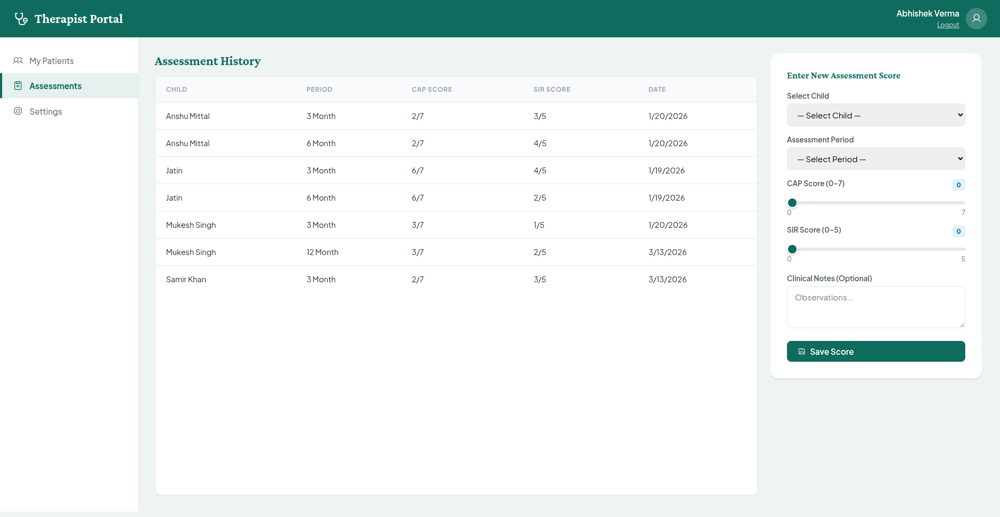 Therapist Portal
Abhishek Verma
Logout
My Patients
Assessments
Settings
Assessment History
CHILD PERIOD CAP SCORE SIR SCORE DATE
Anshu Mittal 3 Month 2/7 3/5 1/20/2026
Anshu Mittal 6 Month 2/7 4/5 1/20/2026
Jatin 3 Month 6/7 4/5 1/19/2026
Jatin 6 Month 6/7 2/5 1/19/2026
Mukesh Singh 3 Month 3/7 1/5 1/20/2026
Mukesh Singh 12 Month 3/7 2/5 3/13/2026
Samir Khan 3 Month 2/7 3/5 3/13/2026
Enter New Assessment Score
Select Child
— Select Child —
Assessment Period
— Select Period —
CAP Score (0–7) 0
0 7
SIR Score (0–5) 0
0 5
Clinical Notes (Optional)
Observations...
Save Score